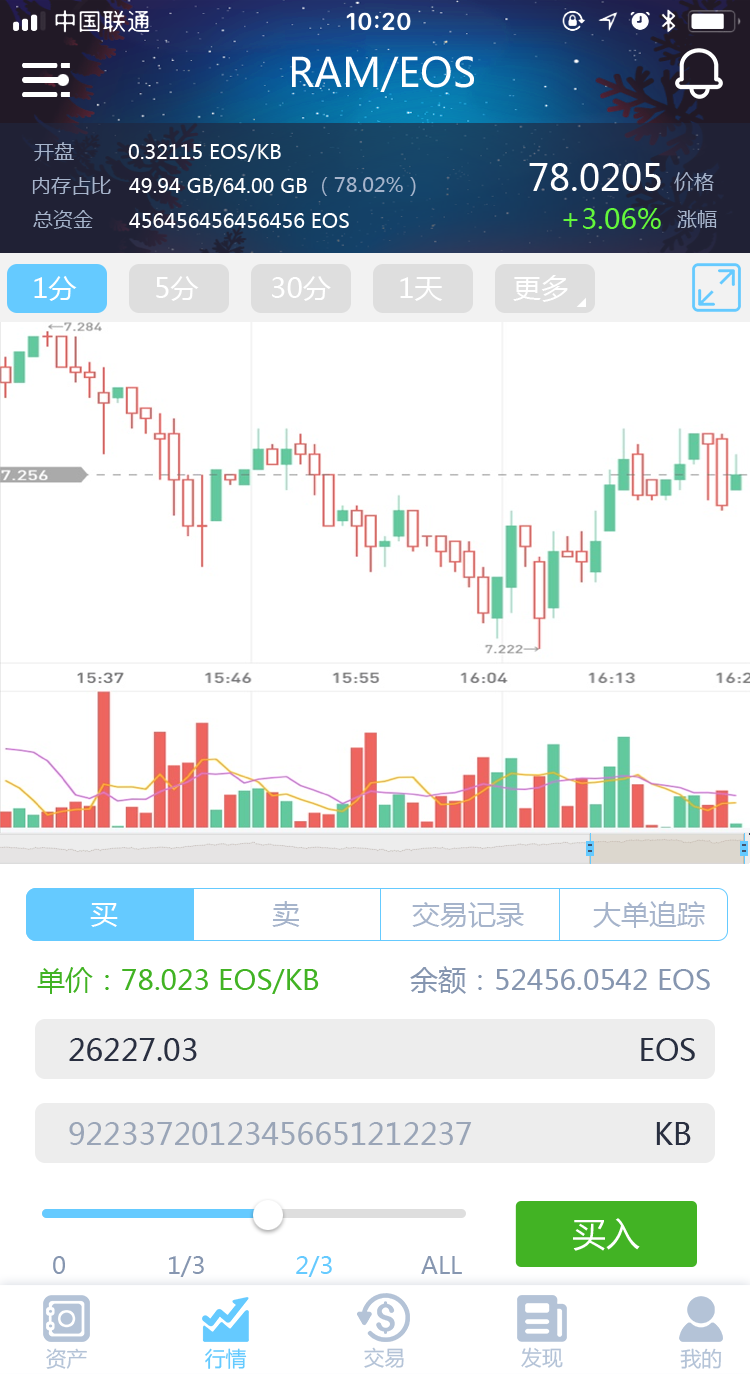 中国联通 10:20
RAM/EOS
开盘 0.32115 EOS/KB
内存占比 49.94 GB/64.00 GB ( 78.02% )
总资金 456456456456456 EOS
78.0205 价格
+3.06% 涨幅
1分 5分 30分 1天 更多
←7.284
7.256
7.222→
15:37 15:46 15:55 16:04 16:13 16:2
买 卖 交易记录 大单追踪
单价：78.023 EOS/KB 余额：52456.0542 EOS
26227.03 EOS
92233720123456651212237 KB
0 1/3 2/3 ALL
买入
资产 行情 交易 发现 我的